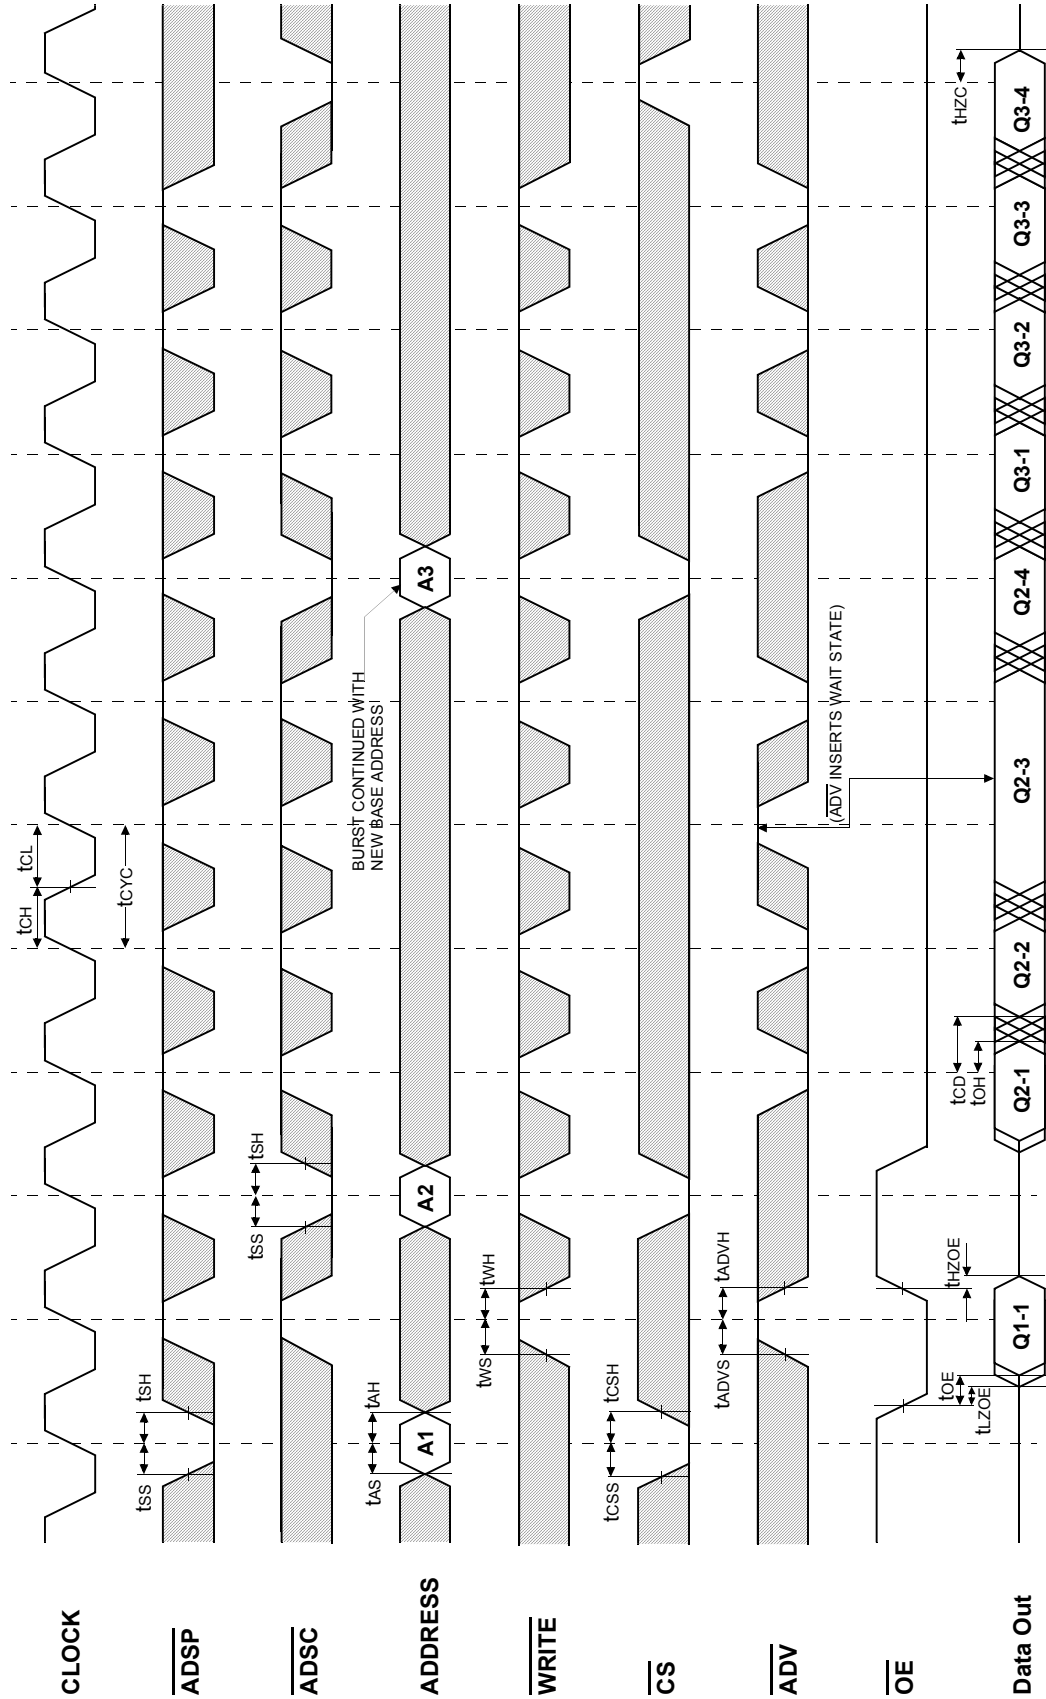 CLOCK
tCH
tCL
tCYC
ADSP
tSS
tSH
ADSC
tSS
tSH
ADDRESS
tAS
tAH
A1
A2
A3
BURST CONTINUED WITH
NEW BASE ADDRESS
WRITE
tWS
tWH
CS
tCSS
tCSH
ADV
tADVS
tADVH
(ADV INSERTS WAIT STATE)
OE
tOE
tLZOE
tHZOE
tCD
tOH
tHZC
Data Out
Q1-1
Q2-1
Q2-2
Q2-3
Q2-4
Q3-1
Q3-2
Q3-3
Q3-4